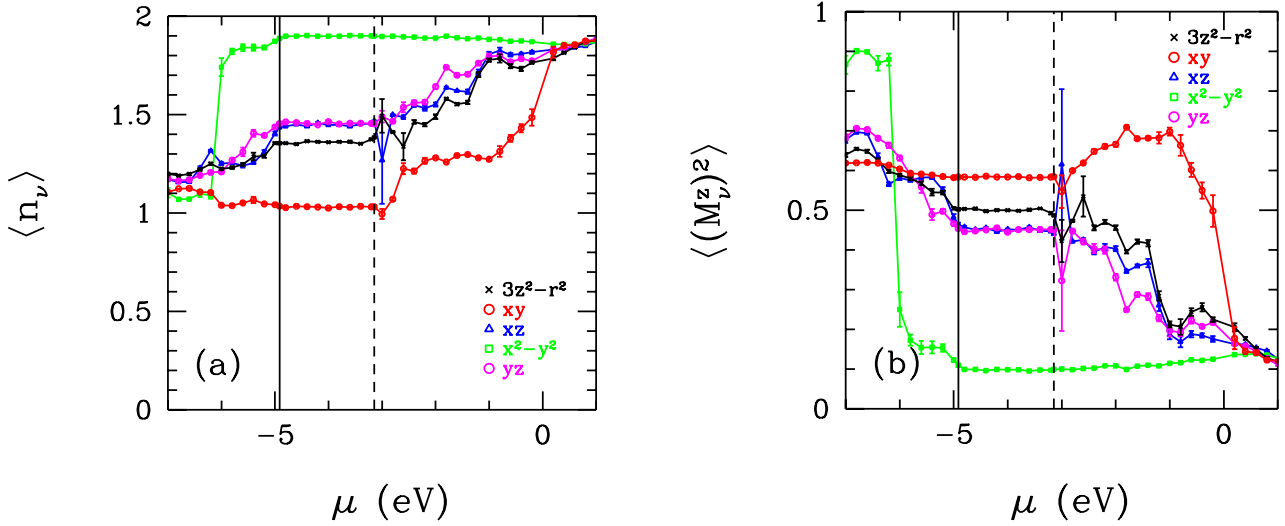 2
1.5
1
0.5
0
−5
0
⟨n_ν⟩
μ (eV)
(a)
3z²−r²
xy
xz
x²−y²
yz
1
0.5
0
−5
0
⟨(M_ν^z)²⟩
μ (eV)
(b)
3z²−r²
xy
xz
x²−y²
yz